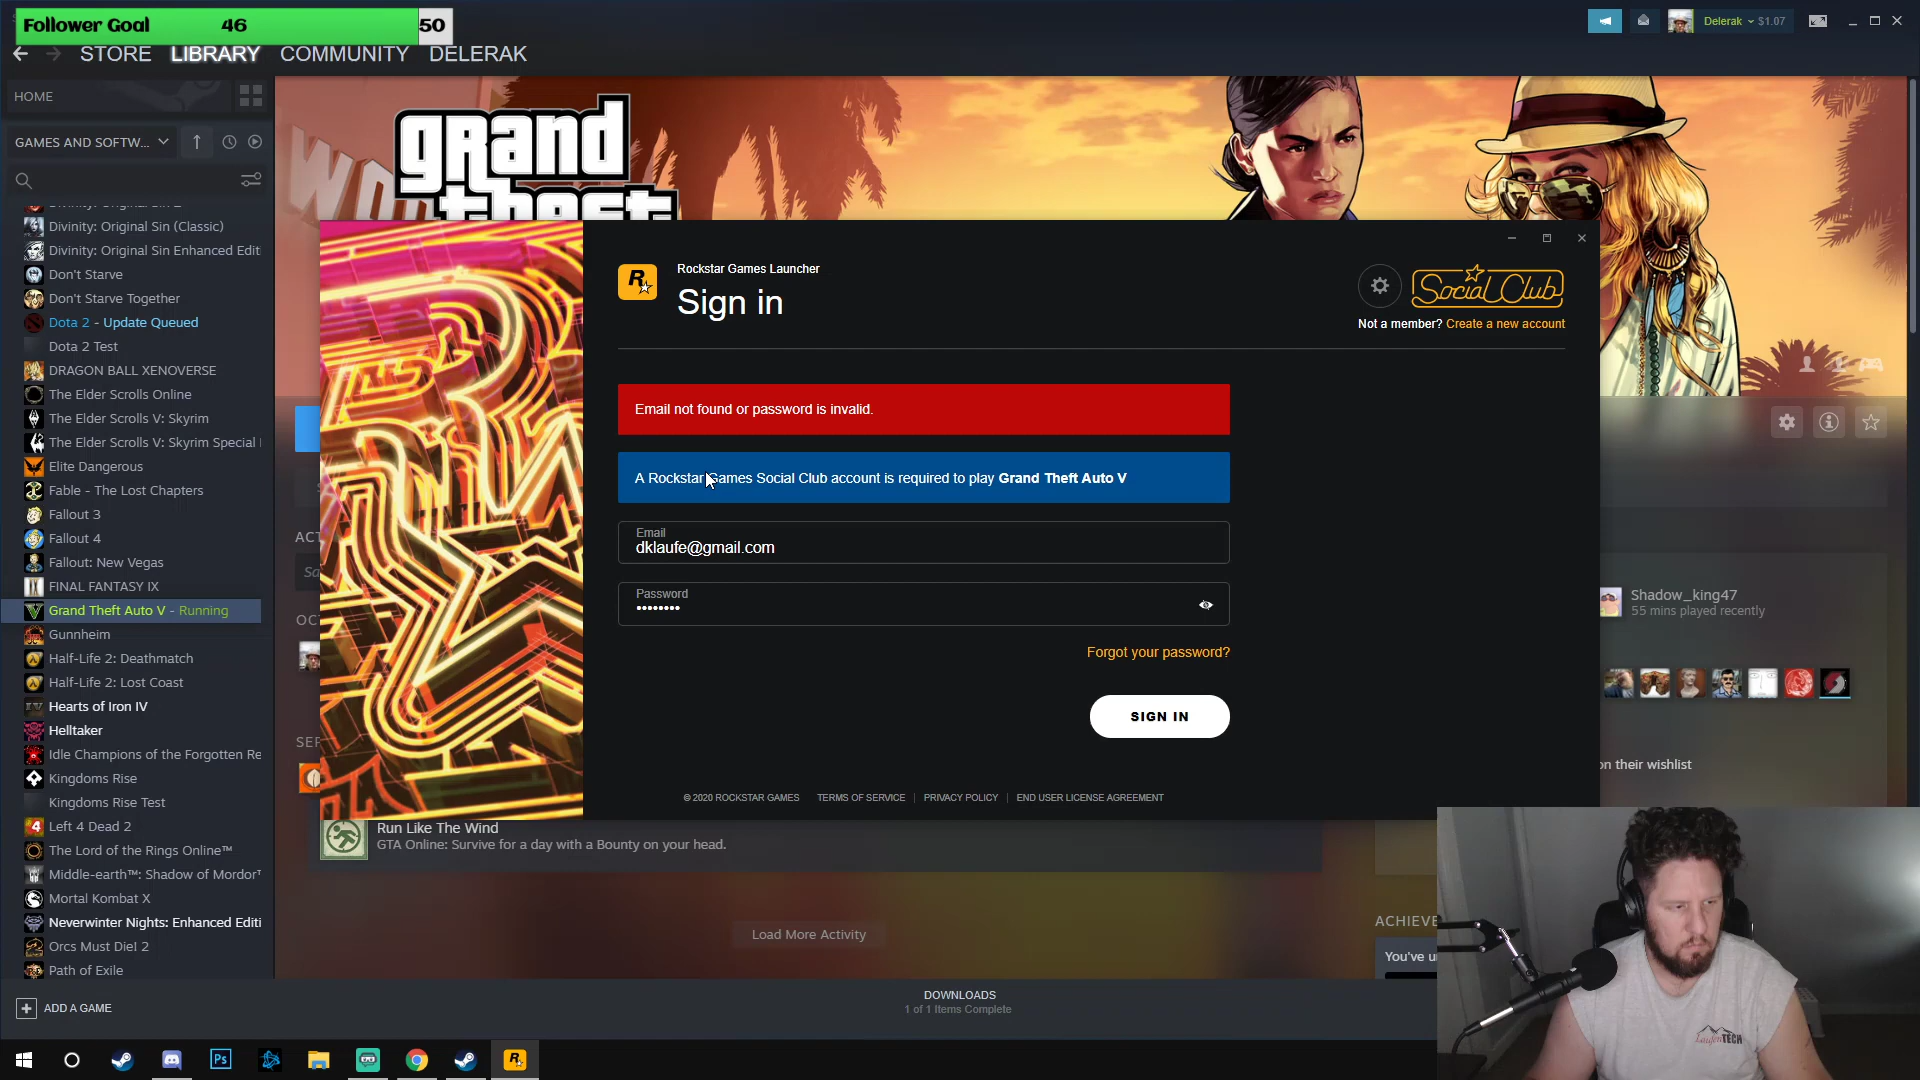 Follower Goal 46 50
Delerak $1.07
STORE LIBRARY COMMUNITY DELERAK
HOME
GAMES AND SOFTW...
Divinity: Original Sin (Classic)
Divinity: Original Sin Enhanced Edit
Don't Starve
Don't Starve Together
Dota 2 - Update Queued
Dota 2 Test
DRAGON BALL XENOVERSE
The Elder Scrolls Online
The Elder Scrolls V: Skyrim
The Elder Scrolls V: Skyrim Special
Elite Dangerous
Fable - The Lost Chapters
Fallout 3
Fallout 4
Fallout: New Vegas
FINAL FANTASY IX
Grand Theft Auto V - Running
Gunnheim
Half-Life 2: Deathmatch
Half-Life 2: Lost Coast
Hearts of Iron IV
Helltaker
Idle Champions of the Forgotten Re
Kingdoms Rise
Kingdoms Rise Test
Left 4 Dead 2
The Lord of the Rings Online™
Middle-earth™: Shadow of Mordor™
Mortal Kombat X
Neverwinter Nights: Enhanced Editi
Orcs Must Die! 2
Path of Exile
ADD A GAME
grand
theft
Rockstar Games Launcher
Sign in
Social Club
Not a member? Create a new account
Email not found or password is invalid.
A Rockstar Games Social Club account is required to play Grand Theft Auto V
Email
dklaufe@gmail.com
Password
Forgot your password?
SIGN IN
© 2020 ROCKSTAR GAMES TERMS OF SERVICE PRIVACY POLICY END USER LICENSE AGREEMENT
Shadow_king47
55 mins played recently
on their wishlist
Run Like The Wind
GTA Online: Survive for a day with a Bounty on your head.
Load More Activity
ACHIEVE
You've u
DOWNLOADS
1 of 1 Items Complete